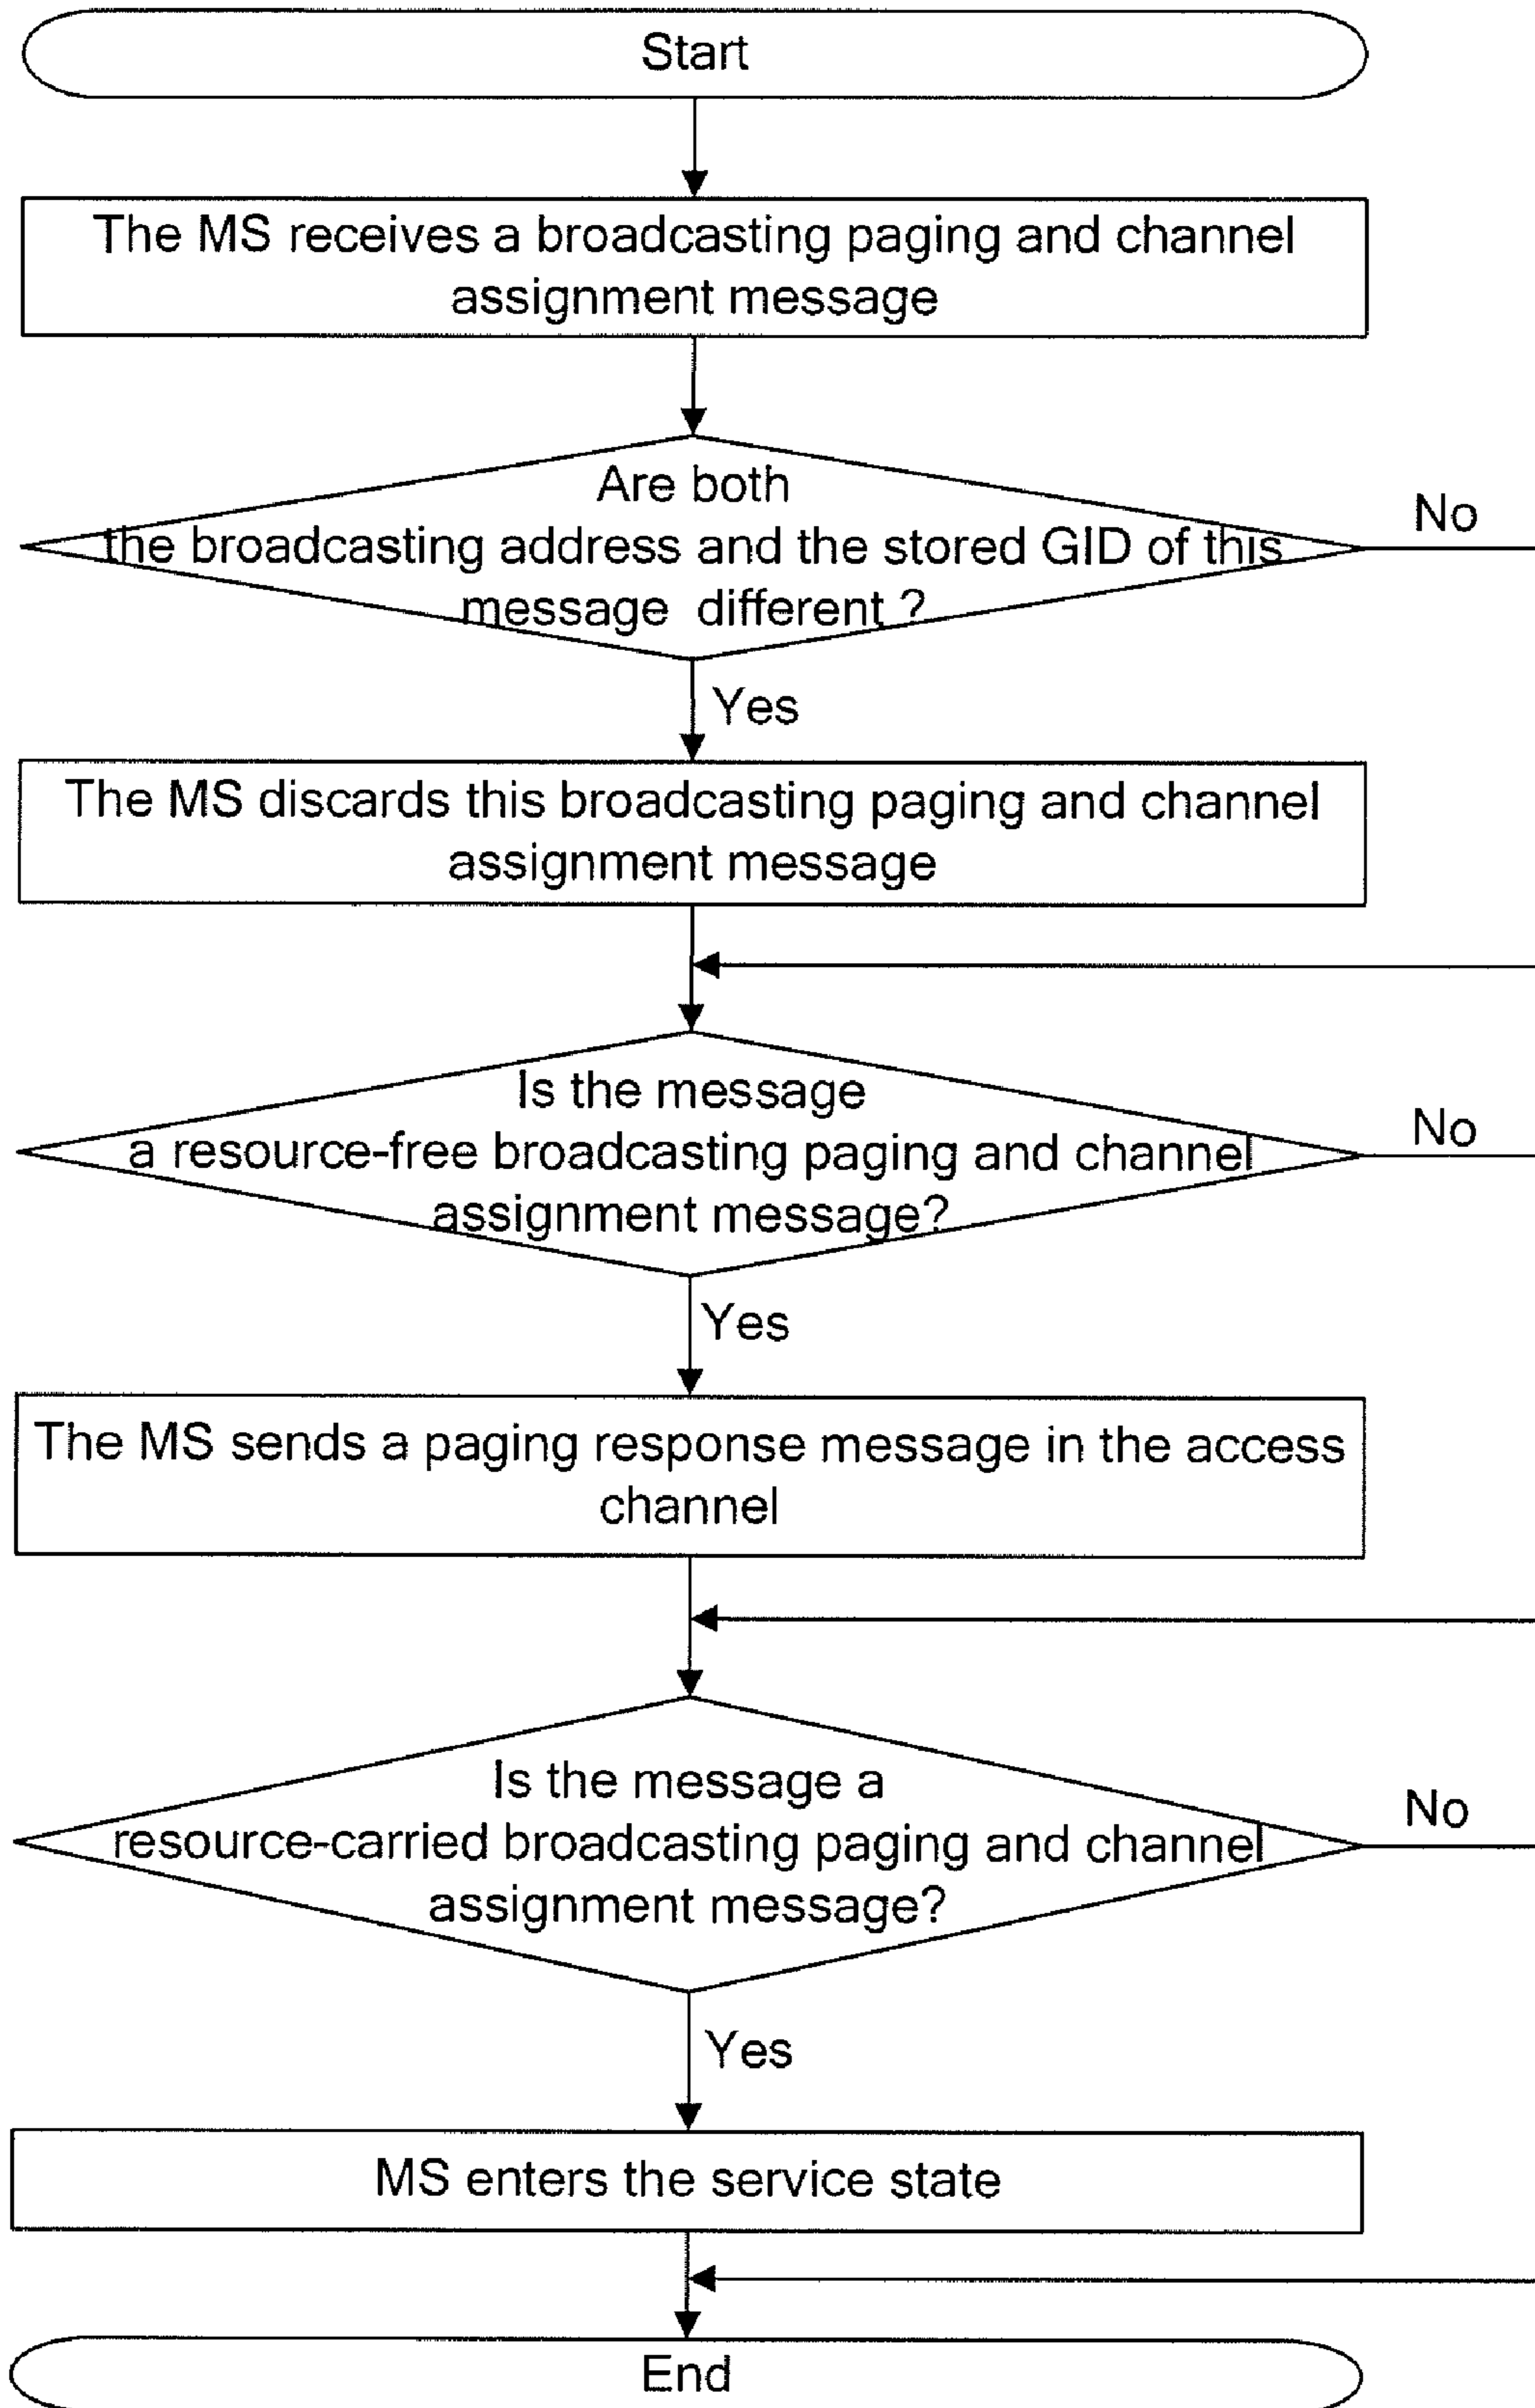 Start
The MS receives a broadcasting paging and channel
assignment message
Are both
the broadcasting address and the stored GID of this
message different ?
No
Yes
The MS discards this broadcasting paging and channel
assignment message
Is the message
a resource-free broadcasting paging and channel
assignment message?
No
Yes
The MS sends a paging response message in the access
channel
Is the message a
resource-carried broadcasting paging and channel
assignment message?
No
Yes
MS enters the service state
End